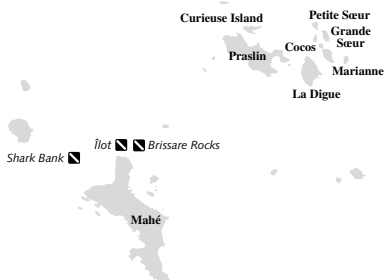 Curieuse Island
Petite Sœur
Grande
Sœur
Cocos
Praslin
Marianne
La Digue
Îlot
Brissare Rocks
Shark Bank
Mahé